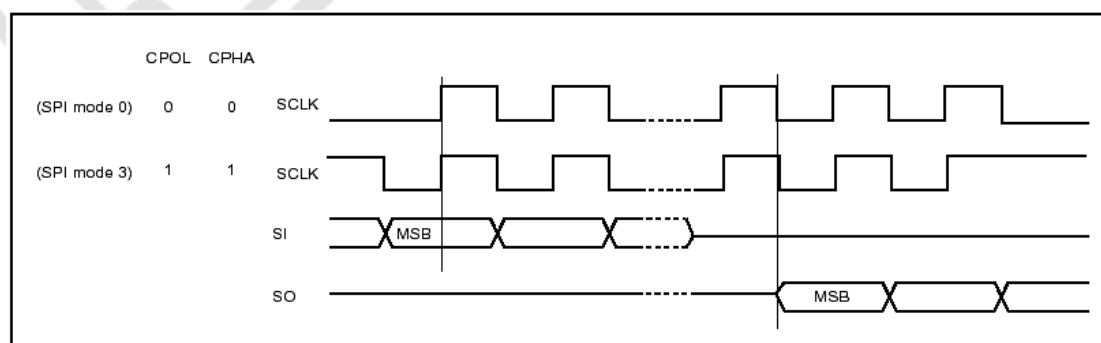 CPOL CPHA
(SPI mode 0) 0 0 SCLK
(SPI mode 3) 1 1 SCLK
SI MSB
SO MSB